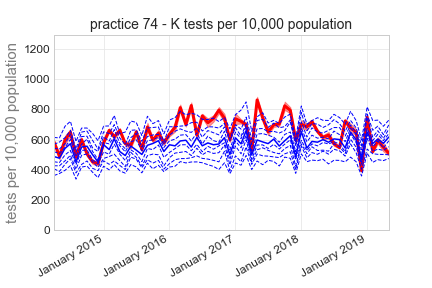 practice 74 - K tests per 10,000 population
tests per 10,000 population
1200
1000
800
600
400
200
0
January 2015
January 2016
January 2017
January 2018
January 2019